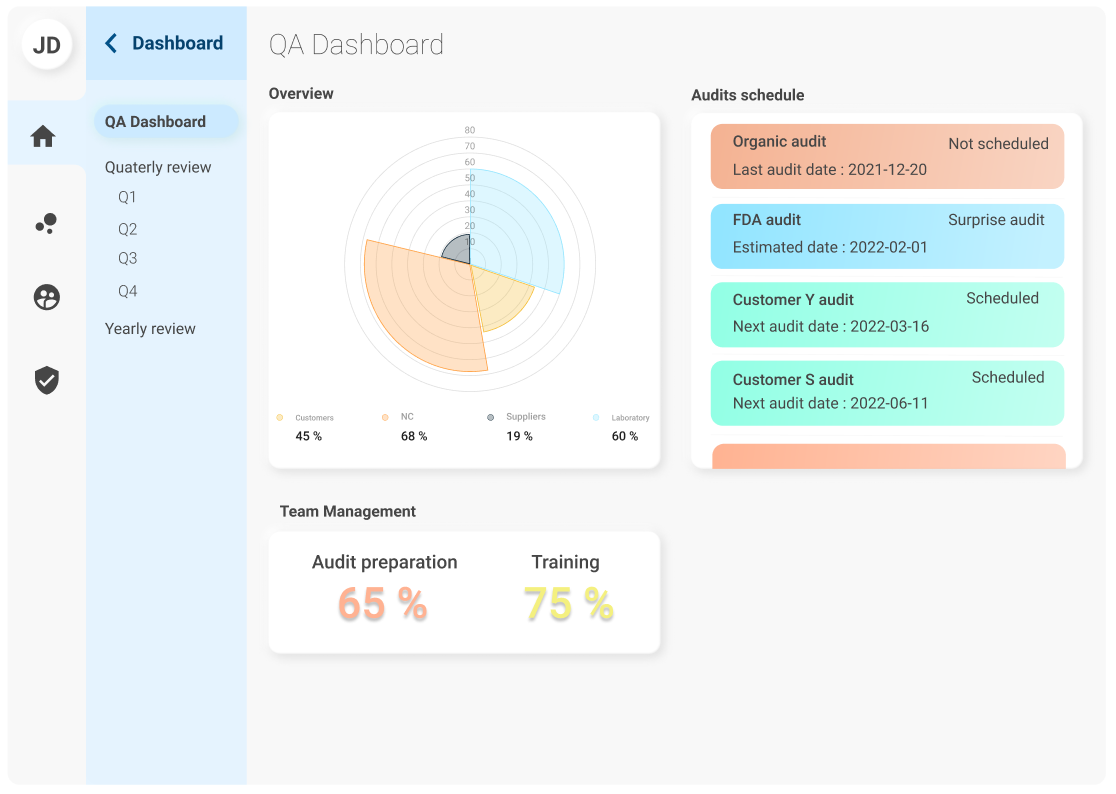 JD
Dashboard
QA Dashboard
Quaterly review
Q1
Q2
Q3
Q4
Yearly review
QA Dashboard
Overview
80
70
60
50
40
30
20
10
Customers
45 %
NC
68 %
Suppliers
19 %
Laboratory
60 %
Audits schedule
Organic audit
Not scheduled
Last audit date : 2021-12-20
FDA audit
Surprise audit
Estimated date : 2022-02-01
Customer Y audit
Scheduled
Next audit date : 2022-03-16
Customer S audit
Scheduled
Next audit date : 2022-06-11
Team Management
Audit preparation
65 %
Training
75 %